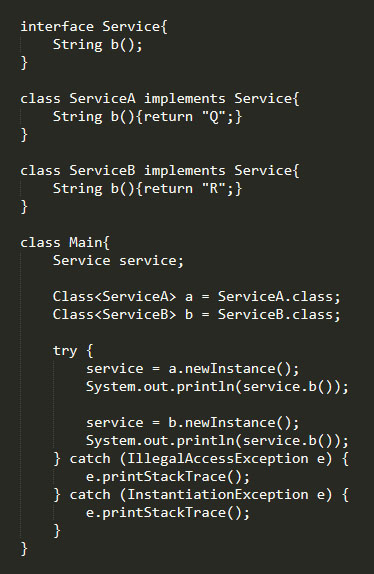 interface Service{
    String b();
}

class ServiceA implements Service{
    String b(){return "Q";}
}

class ServiceB implements Service{
    String b(){return "R";}
}

class Main{
    Service service;

    Class<ServiceA> a = ServiceA.class;
    Class<ServiceB> b = ServiceB.class;

    try {
        service = a.newInstance();
        System.out.println(service.b());

        service = b.newInstance();
        System.out.println(service.b());
    } catch (IllegalAccessException e) {
        e.printStackTrace();
    } catch (InstantiationException e) {
        e.printStackTrace();
    }
}